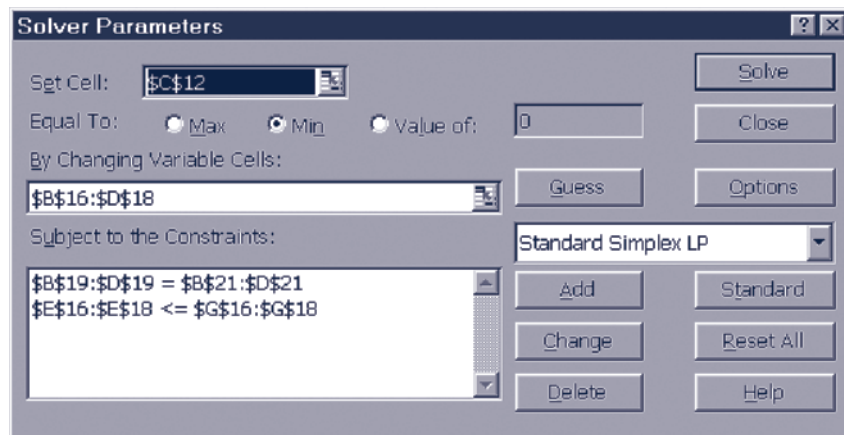 Solver Parameters
Set Cell: $C$12 Solve
Equal To: Max Min Value of: 0 Close
By Changing Variable Cells:
$B$16:$D$18 Guess Options
Subject to the Constraints: Standard Simplex LP
$B$19:$D$19 = $B$21:$D$21 Add Standard
$E$16:$E$18 <= $G$16:$G$18
Change Reset All
Delete Help